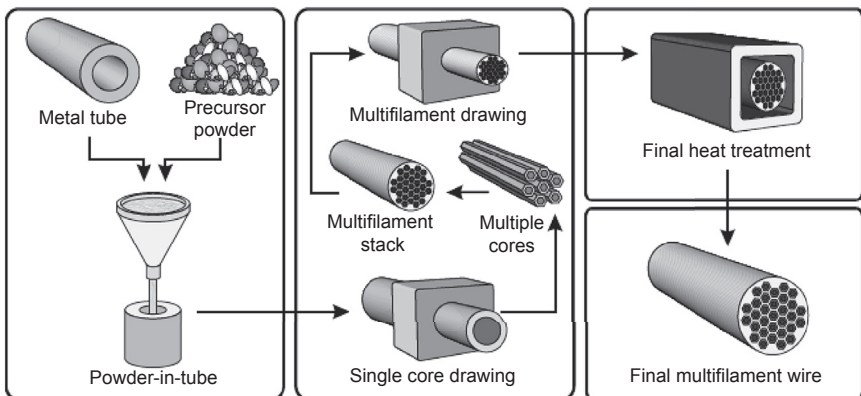 Metal tube
Precursor
powder
Powder-in-tube
Multifilament drawing
Multifilament
stack
Multiple
cores
Single core drawing
Final heat treatment
Final multifilament wire